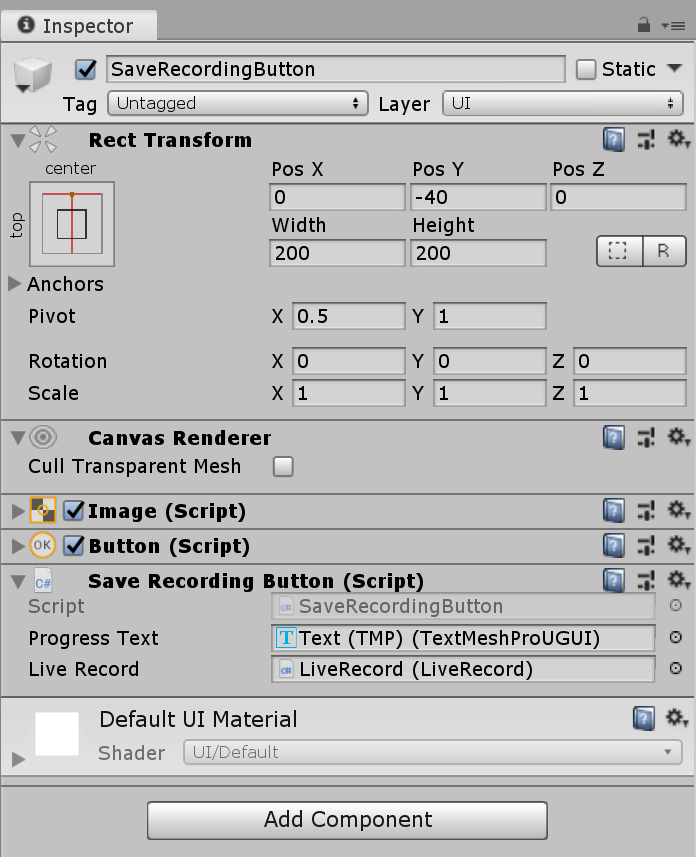 Inspector
SaveRecordingButton Static
Tag Untagged Layer UI
Rect Transform
center Pos X Pos Y Pos Z
top 0 -40 0
Width Height
200 200 R
Anchors
Pivot X 0.5 Y 1
Rotation X 0 Y 0 Z 0
Scale X 1 Y 1 Z 1
Canvas Renderer
Cull Transparent Mesh
Image (Script)
OK Button (Script)
C# Save Recording Button (Script)
Script C# SaveRecordingButton
Progress Text T Text (TMP) (TextMeshProUGUI)
Live Record C# LiveRecord (LiveRecord)
Default UI Material
Shader UI/Default
Add Component